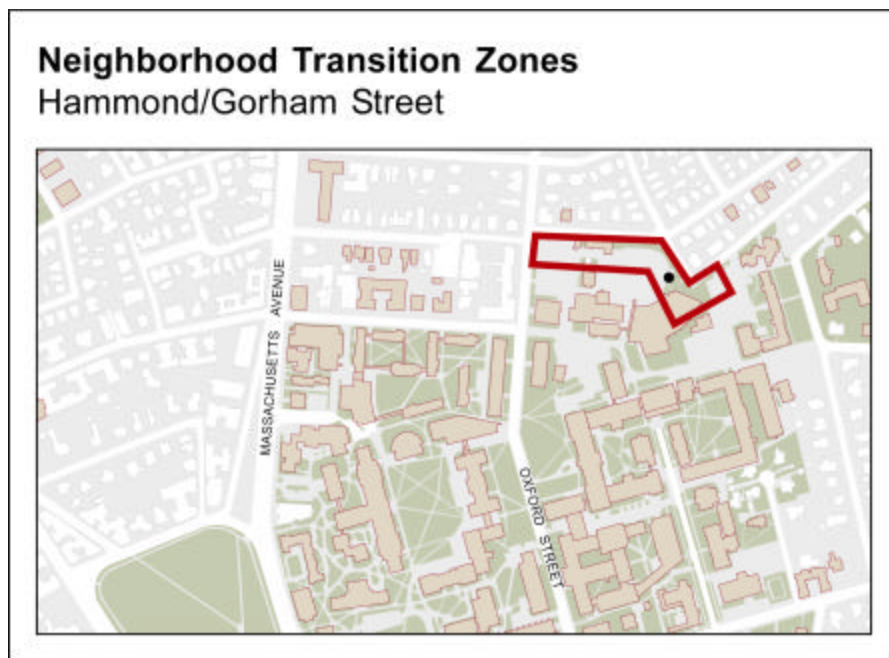 Neighborhood Transition Zones
Hammond/Gorham Street
MASSACHUSETTS AVENUE
OXFORD STREET